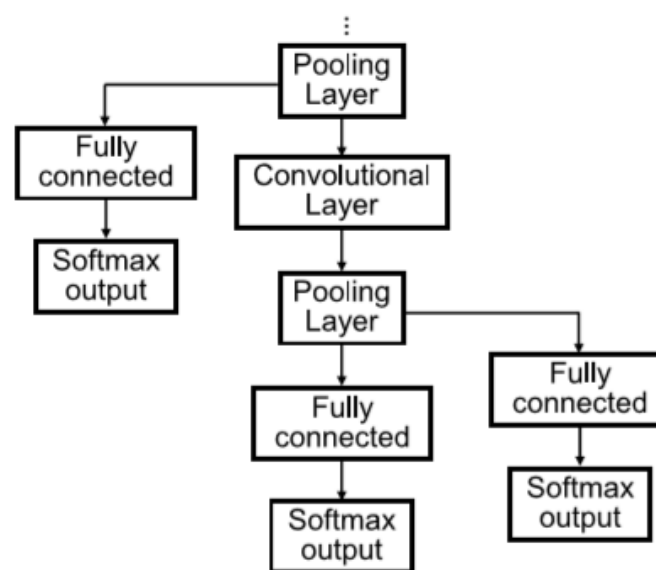 ...
Pooling
Layer
Fully
connected
Convolutional
Layer
Softmax
output
Pooling
Layer
Fully
connected
Fully
connected
Softmax
output
Softmax
output